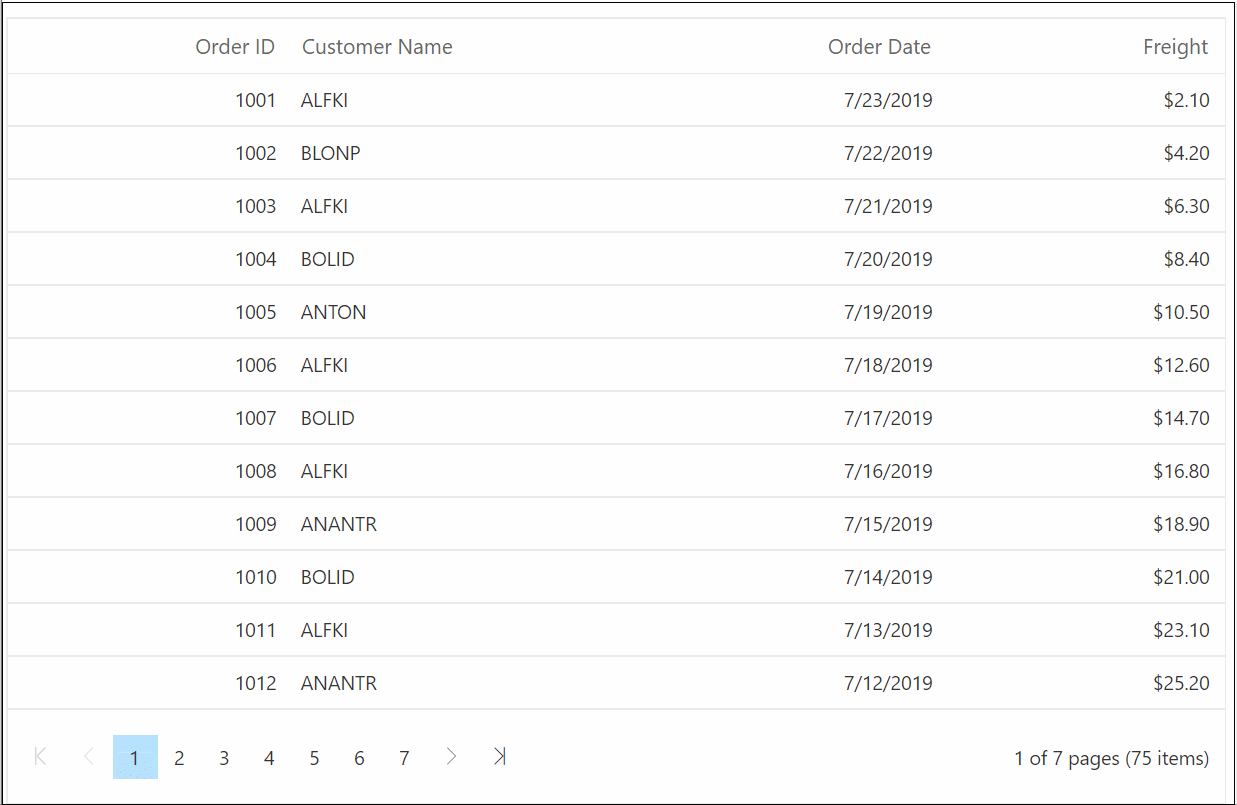 Order ID Customer Name Order Date Freight
1001 ALFKI 7/23/2019 $2.10
1002 BLONP 7/22/2019 $4.20
1003 ALFKI 7/21/2019 $6.30
1004 BOLID 7/20/2019 $8.40
1005 ANTON 7/19/2019 $10.50
1006 ALFKI 7/18/2019 $12.60
1007 BOLID 7/17/2019 $14.70
1008 ALFKI 7/16/2019 $16.80
1009 ANANTR 7/15/2019 $18.90
1010 BOLID 7/14/2019 $21.00
1011 ALFKI 7/13/2019 $23.10
1012 ANANTR 7/12/2019 $25.20
1 2 3 4 5 6 7 1 of 7 pages (75 items)